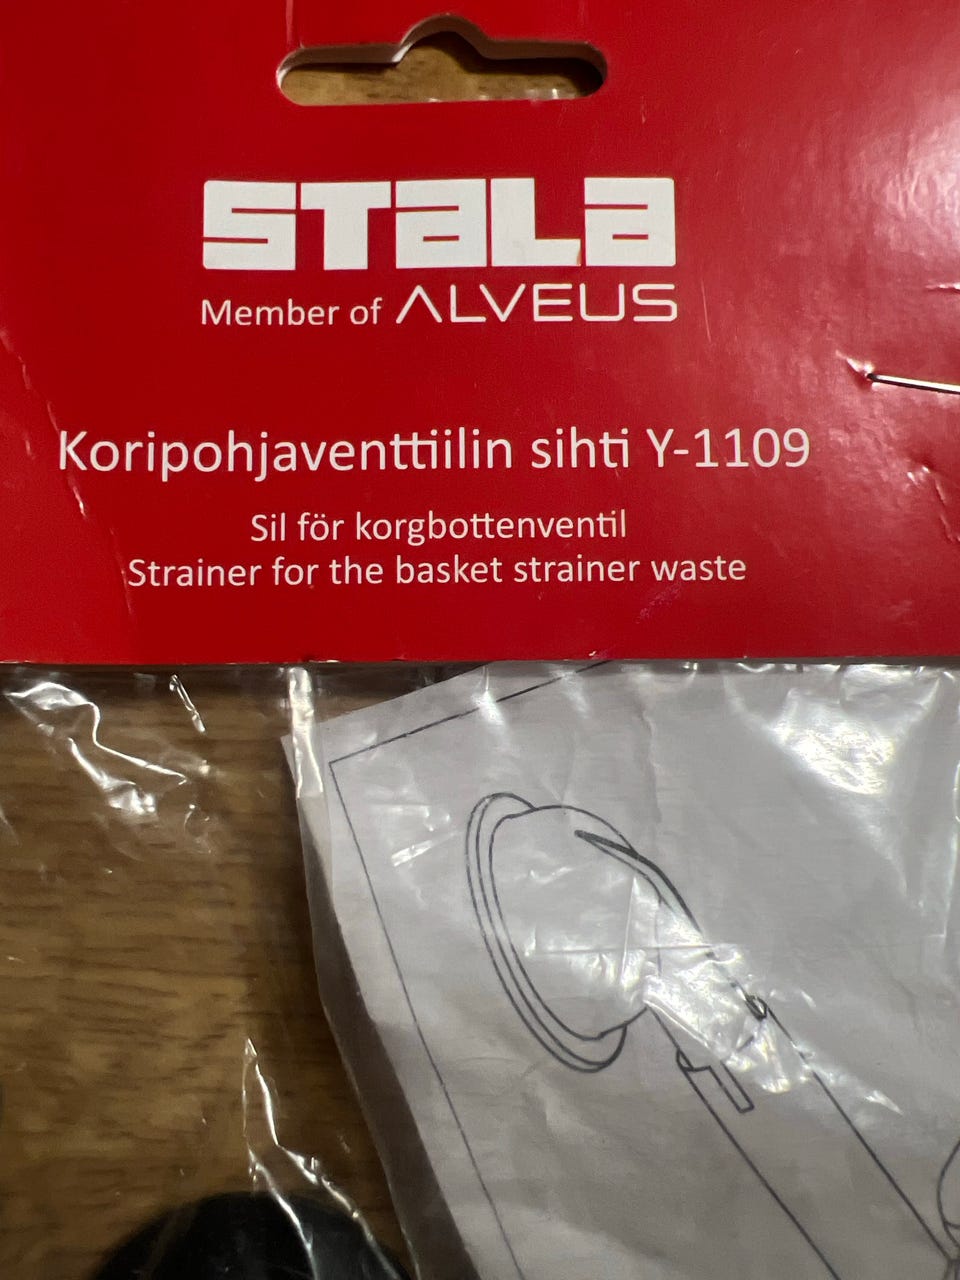 STALA
Member of ALVEUS
Koripohjaventtiilin sihti Y-1109
Sil för korgbottenventil
Strainer for the basket strainer waste